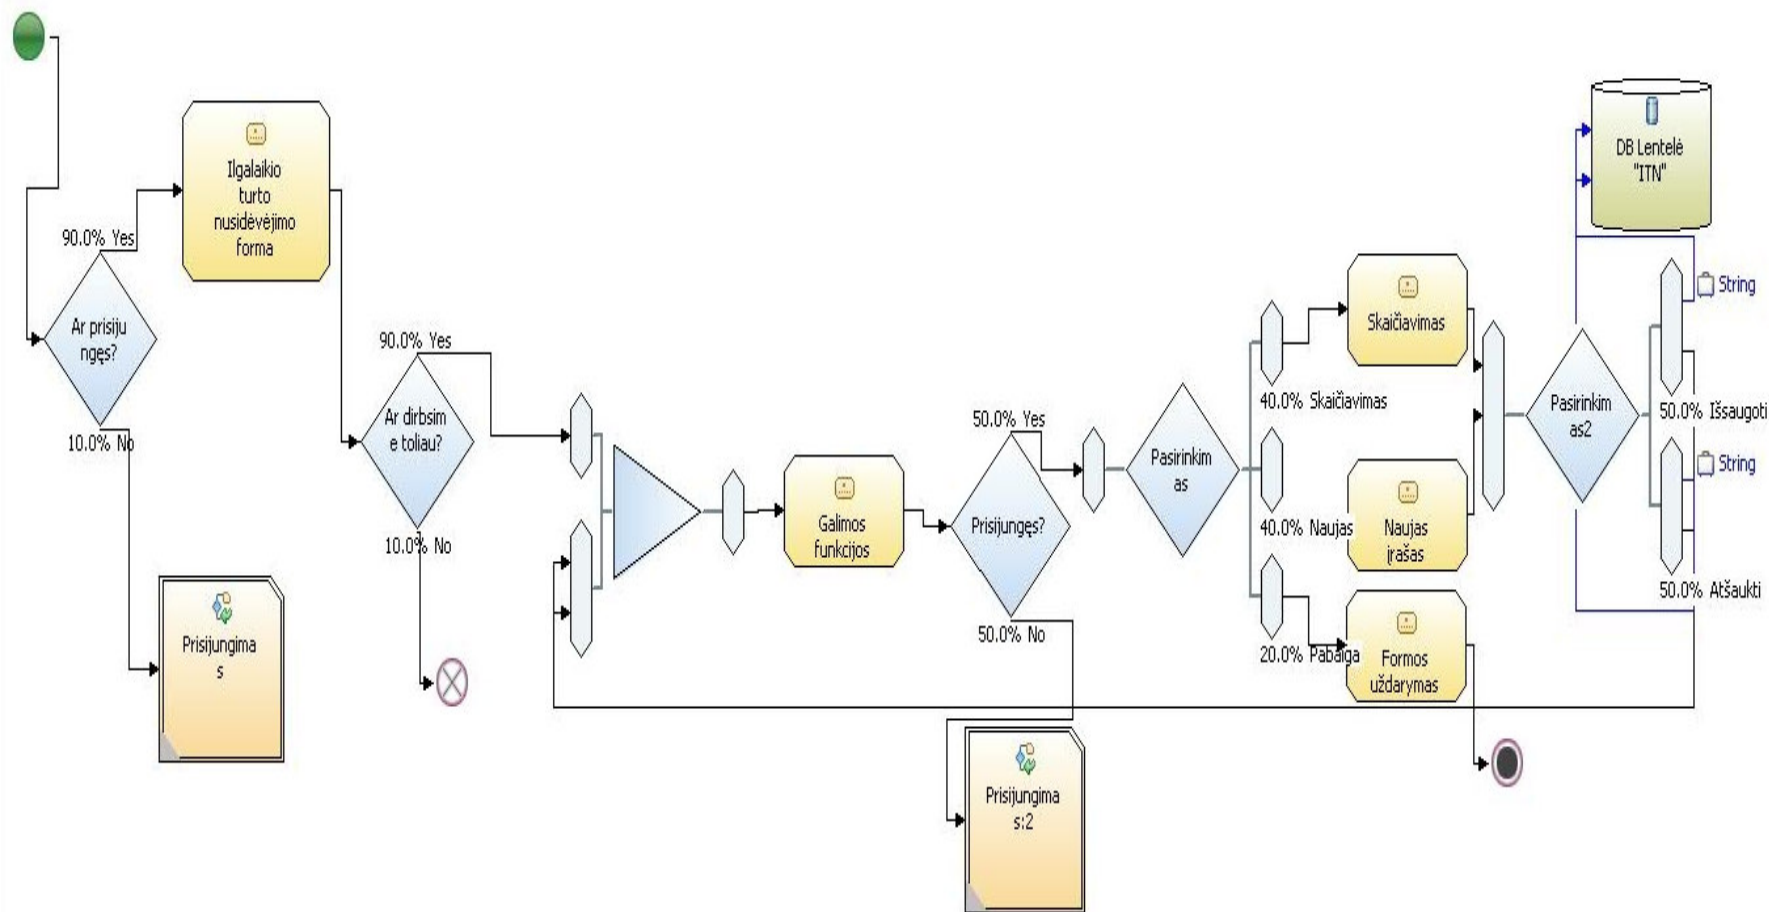 Ar prisiju
ngęs?
90.0% Yes
10.0% No
Ilgalaikio
turto
nusidėvėjimo
forma
Prisijungima
s
90.0% Yes
Ar dirbsim
e toliau?
10.0% No
Galimos
funkcijos
50.0% Yes
Prisijungęs?
50.0% No
Prisijungima
s:2
Pasirinkim
as
40.0% Skaičiavimas
40.0% Naujas
20.0% Pabaiga
Skaičiavimas
Naujas
įrašas
Formos
uždarymas
Pasirinkim
as2
DB Lentelė
"ITN"
String
50.0% Išsaugoti
String
50.0% Atšaukti